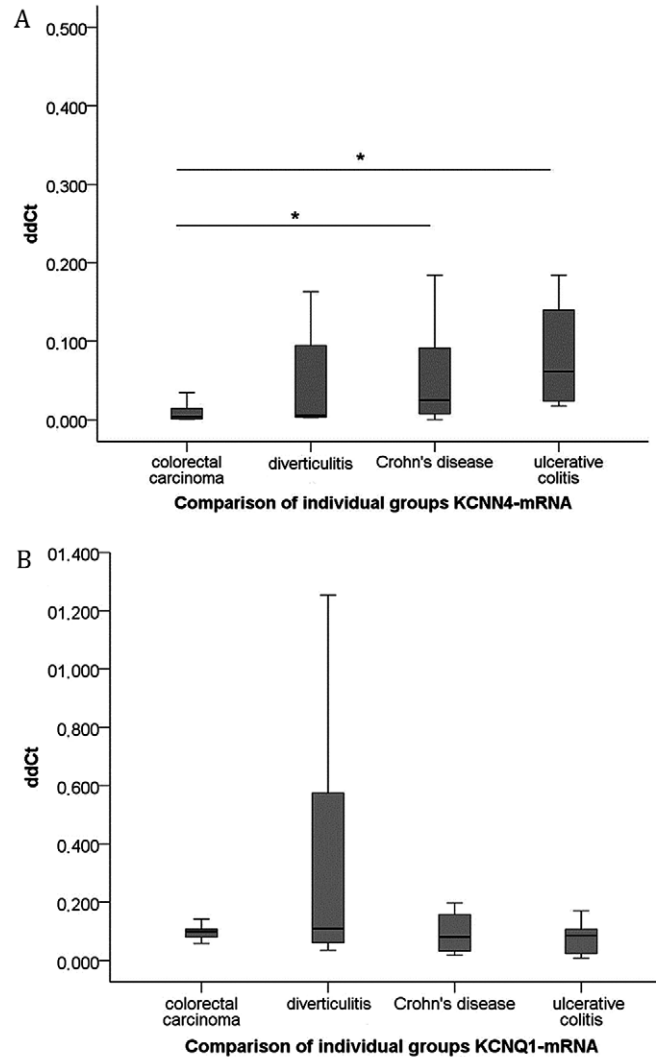 A
0.500
0.400
*
0.300
*
ddCt
0.200
0.100
0.000
colorectal carcinoma
diverticulitis
Crohn's disease
ulcerative colitis
Comparison of individual groups KCNN4-mRNA
B
01.400
01.200
01.000
0.800
ddCt
0.600
0.400
0.200
0.000
colorectal carcinoma
diverticulitis
Crohn's disease
ulcerative colitis
Comparison of individual groups KCNQ1-mRNA